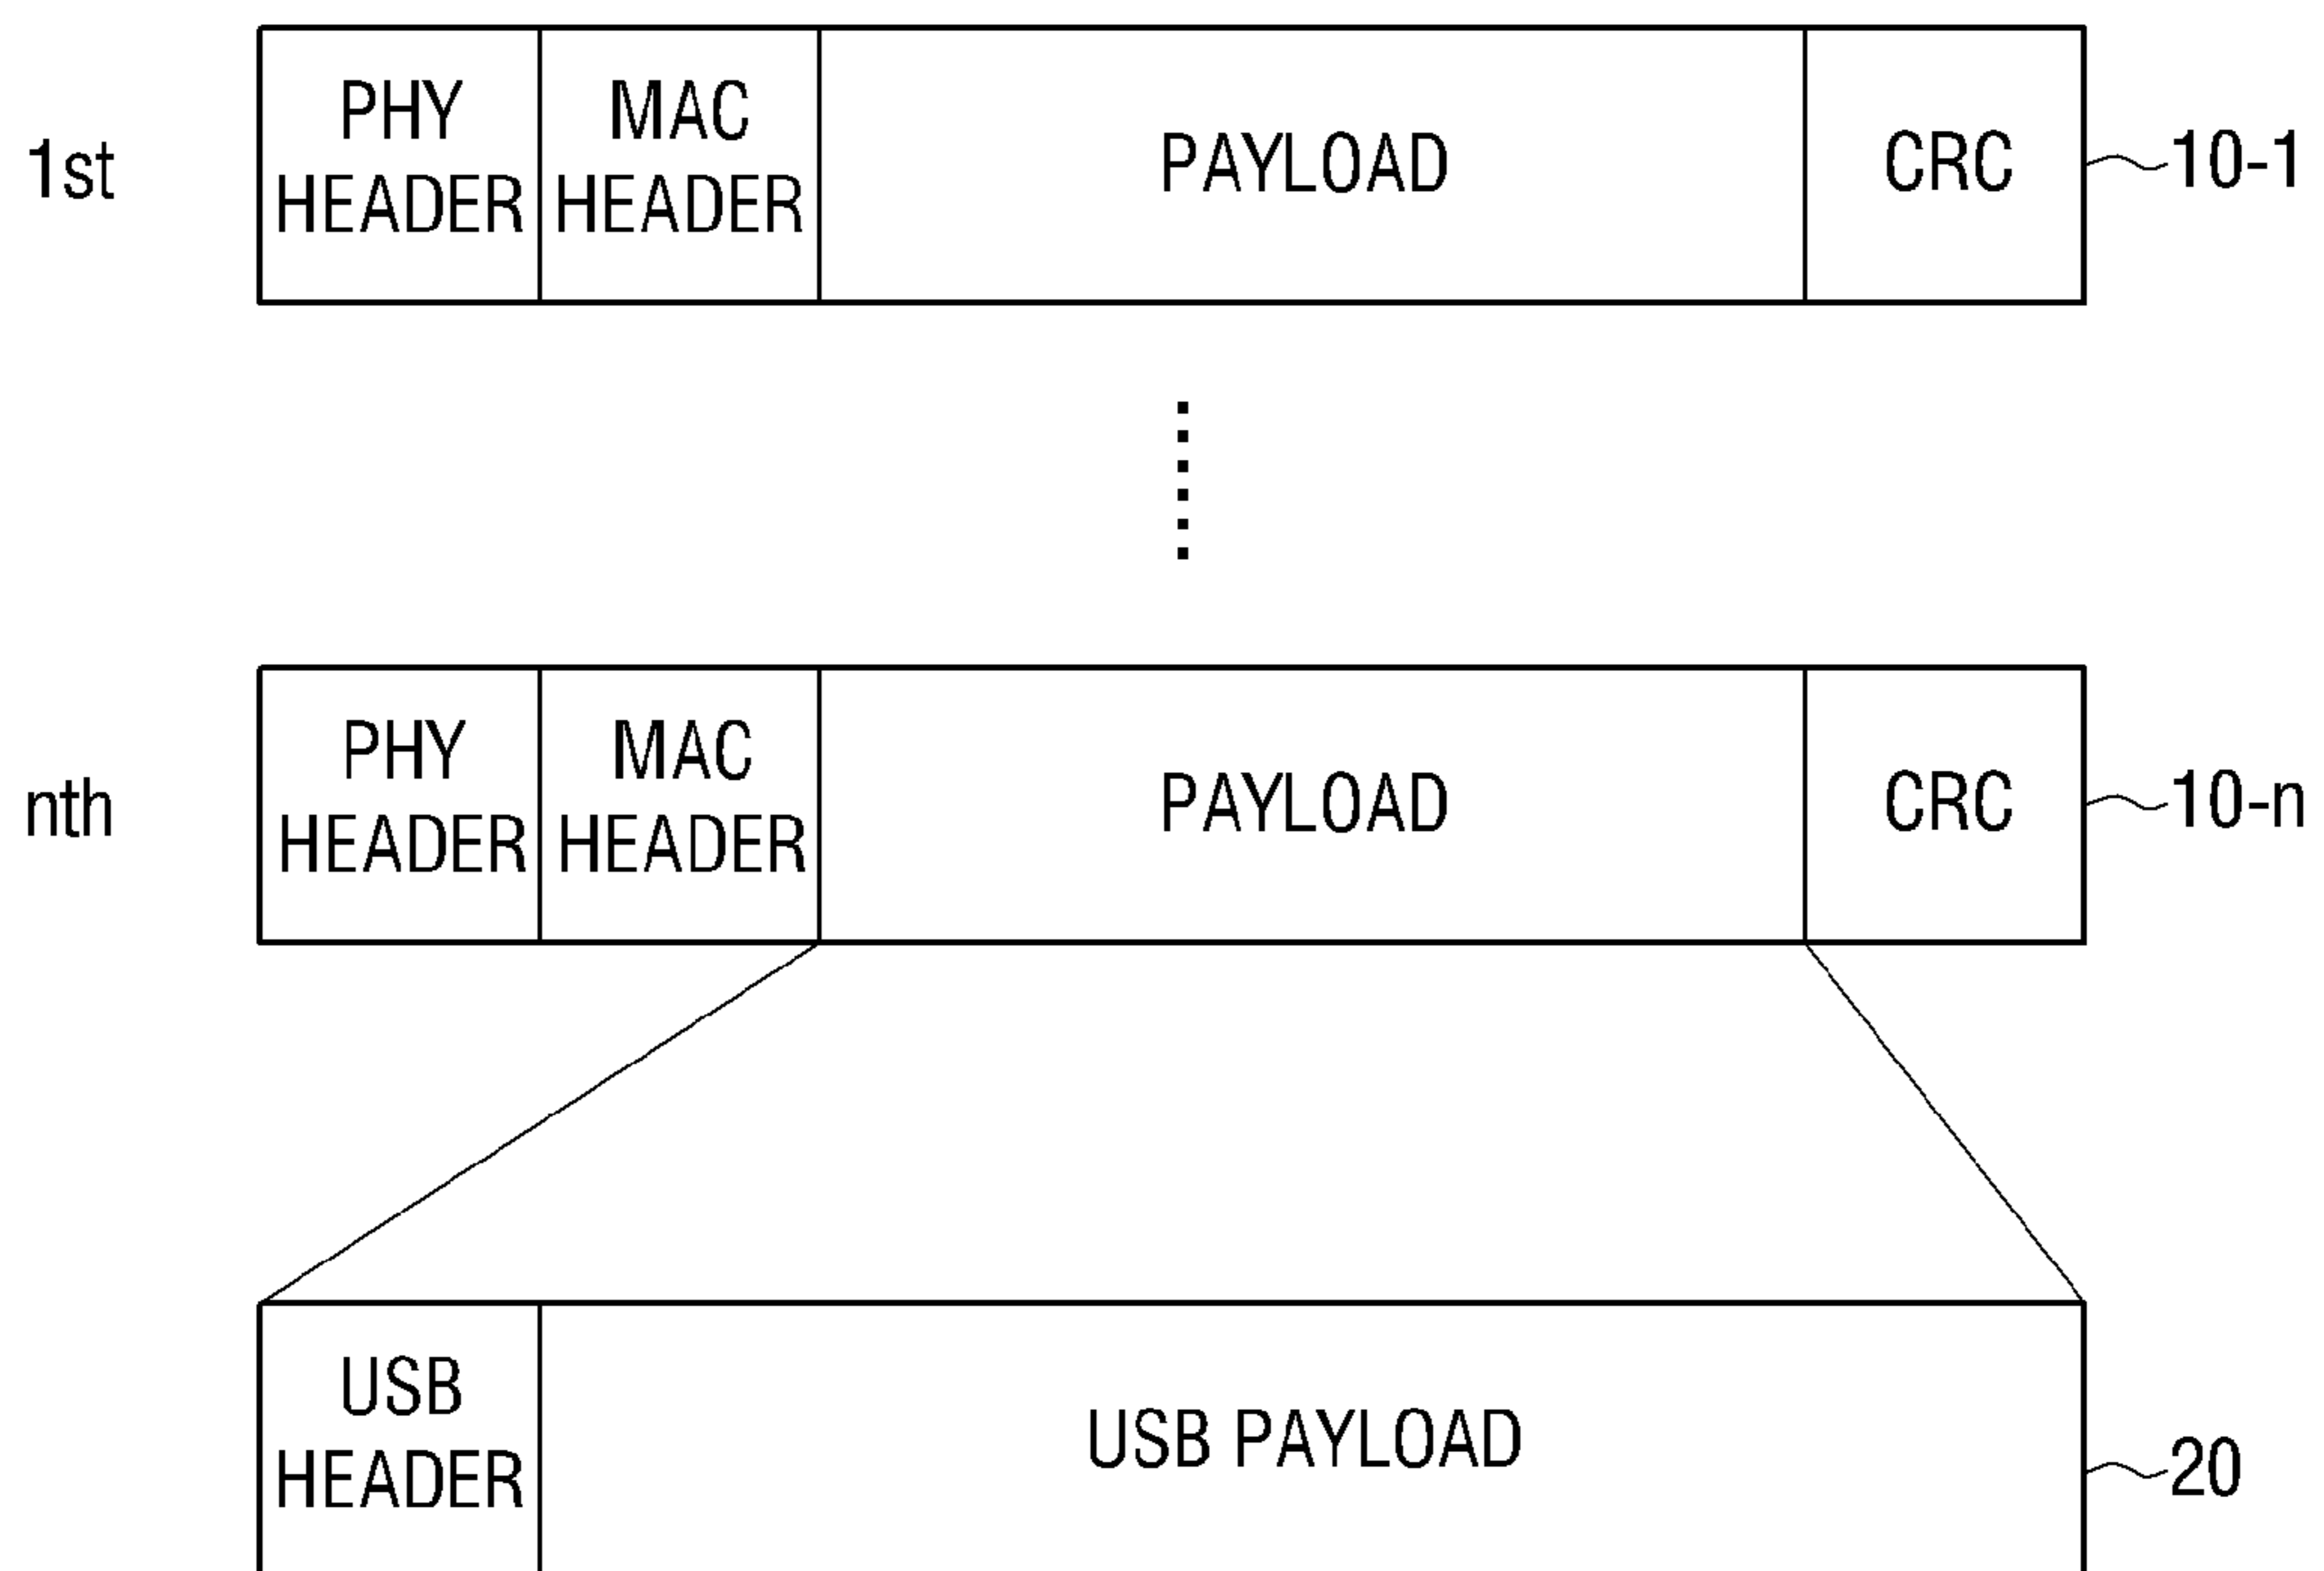 1st
PHY
HEADER
MAC
HEADER
PAYLOAD
CRC
10-1
nth
PHY
HEADER
MAC
HEADER
PAYLOAD
CRC
10-n
USB
HEADER
USB PAYLOAD
20